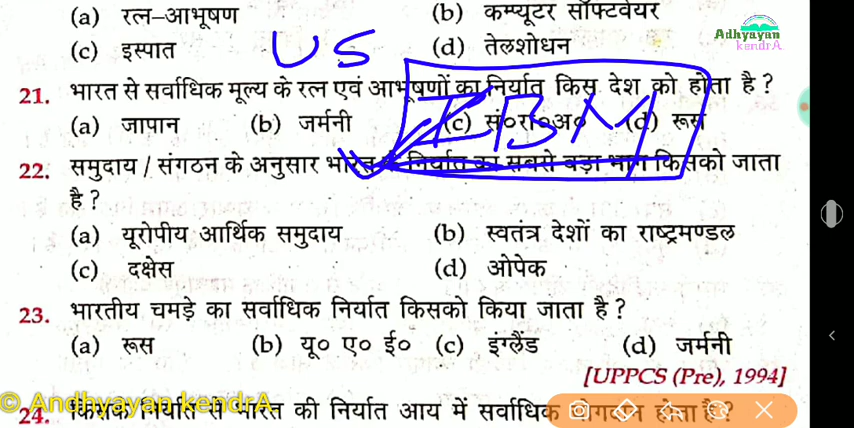 (a) रत्न–आभूषण (b) कम्प्यूटर सॉफ्टवेयर
Adhyayan
kendrA
(c) इस्पात US (d) तेलशोधन
21. भारत से सर्वाधिक मूल्य के रत्न एवं आभूषणों का निर्यात किस देश को होता है ?
(a) जापान (b) जर्मनी (c) सं०रा०अ० (d) रूस
IBM
22. समुदाय / संगठन के अनुसार भारत के निर्यात का सबसे बड़ा भाग किसको जाता
है ?
(a) यूरोपीय आर्थिक समुदाय (b) स्वतंत्र देशों का राष्ट्रमण्डल
(c) दक्षेस (d) ओपेक
23. भारतीय चमड़े का सर्वाधिक निर्यात किसको किया जाता है ?
(a) रूस (b) यू० ए० ई० (c) इंग्लैंड (d) जर्मनी
[UPPCS (Pre), 1994]
© Andhyayan kendrA
24. किसके निर्यात से भारत की निर्यात आय में सर्वाधिक योगदान होता है ?